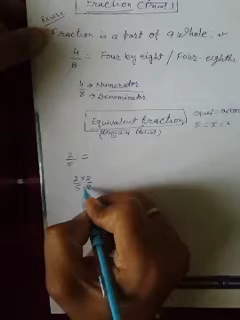 Fraction (Part 1)
Fraction is a part of a whole.
4/8 = Four by eight / Four-eighths
4/8 → Numerator
→ Denominator
Equivalent fraction
2/5 =
2/5 × 2